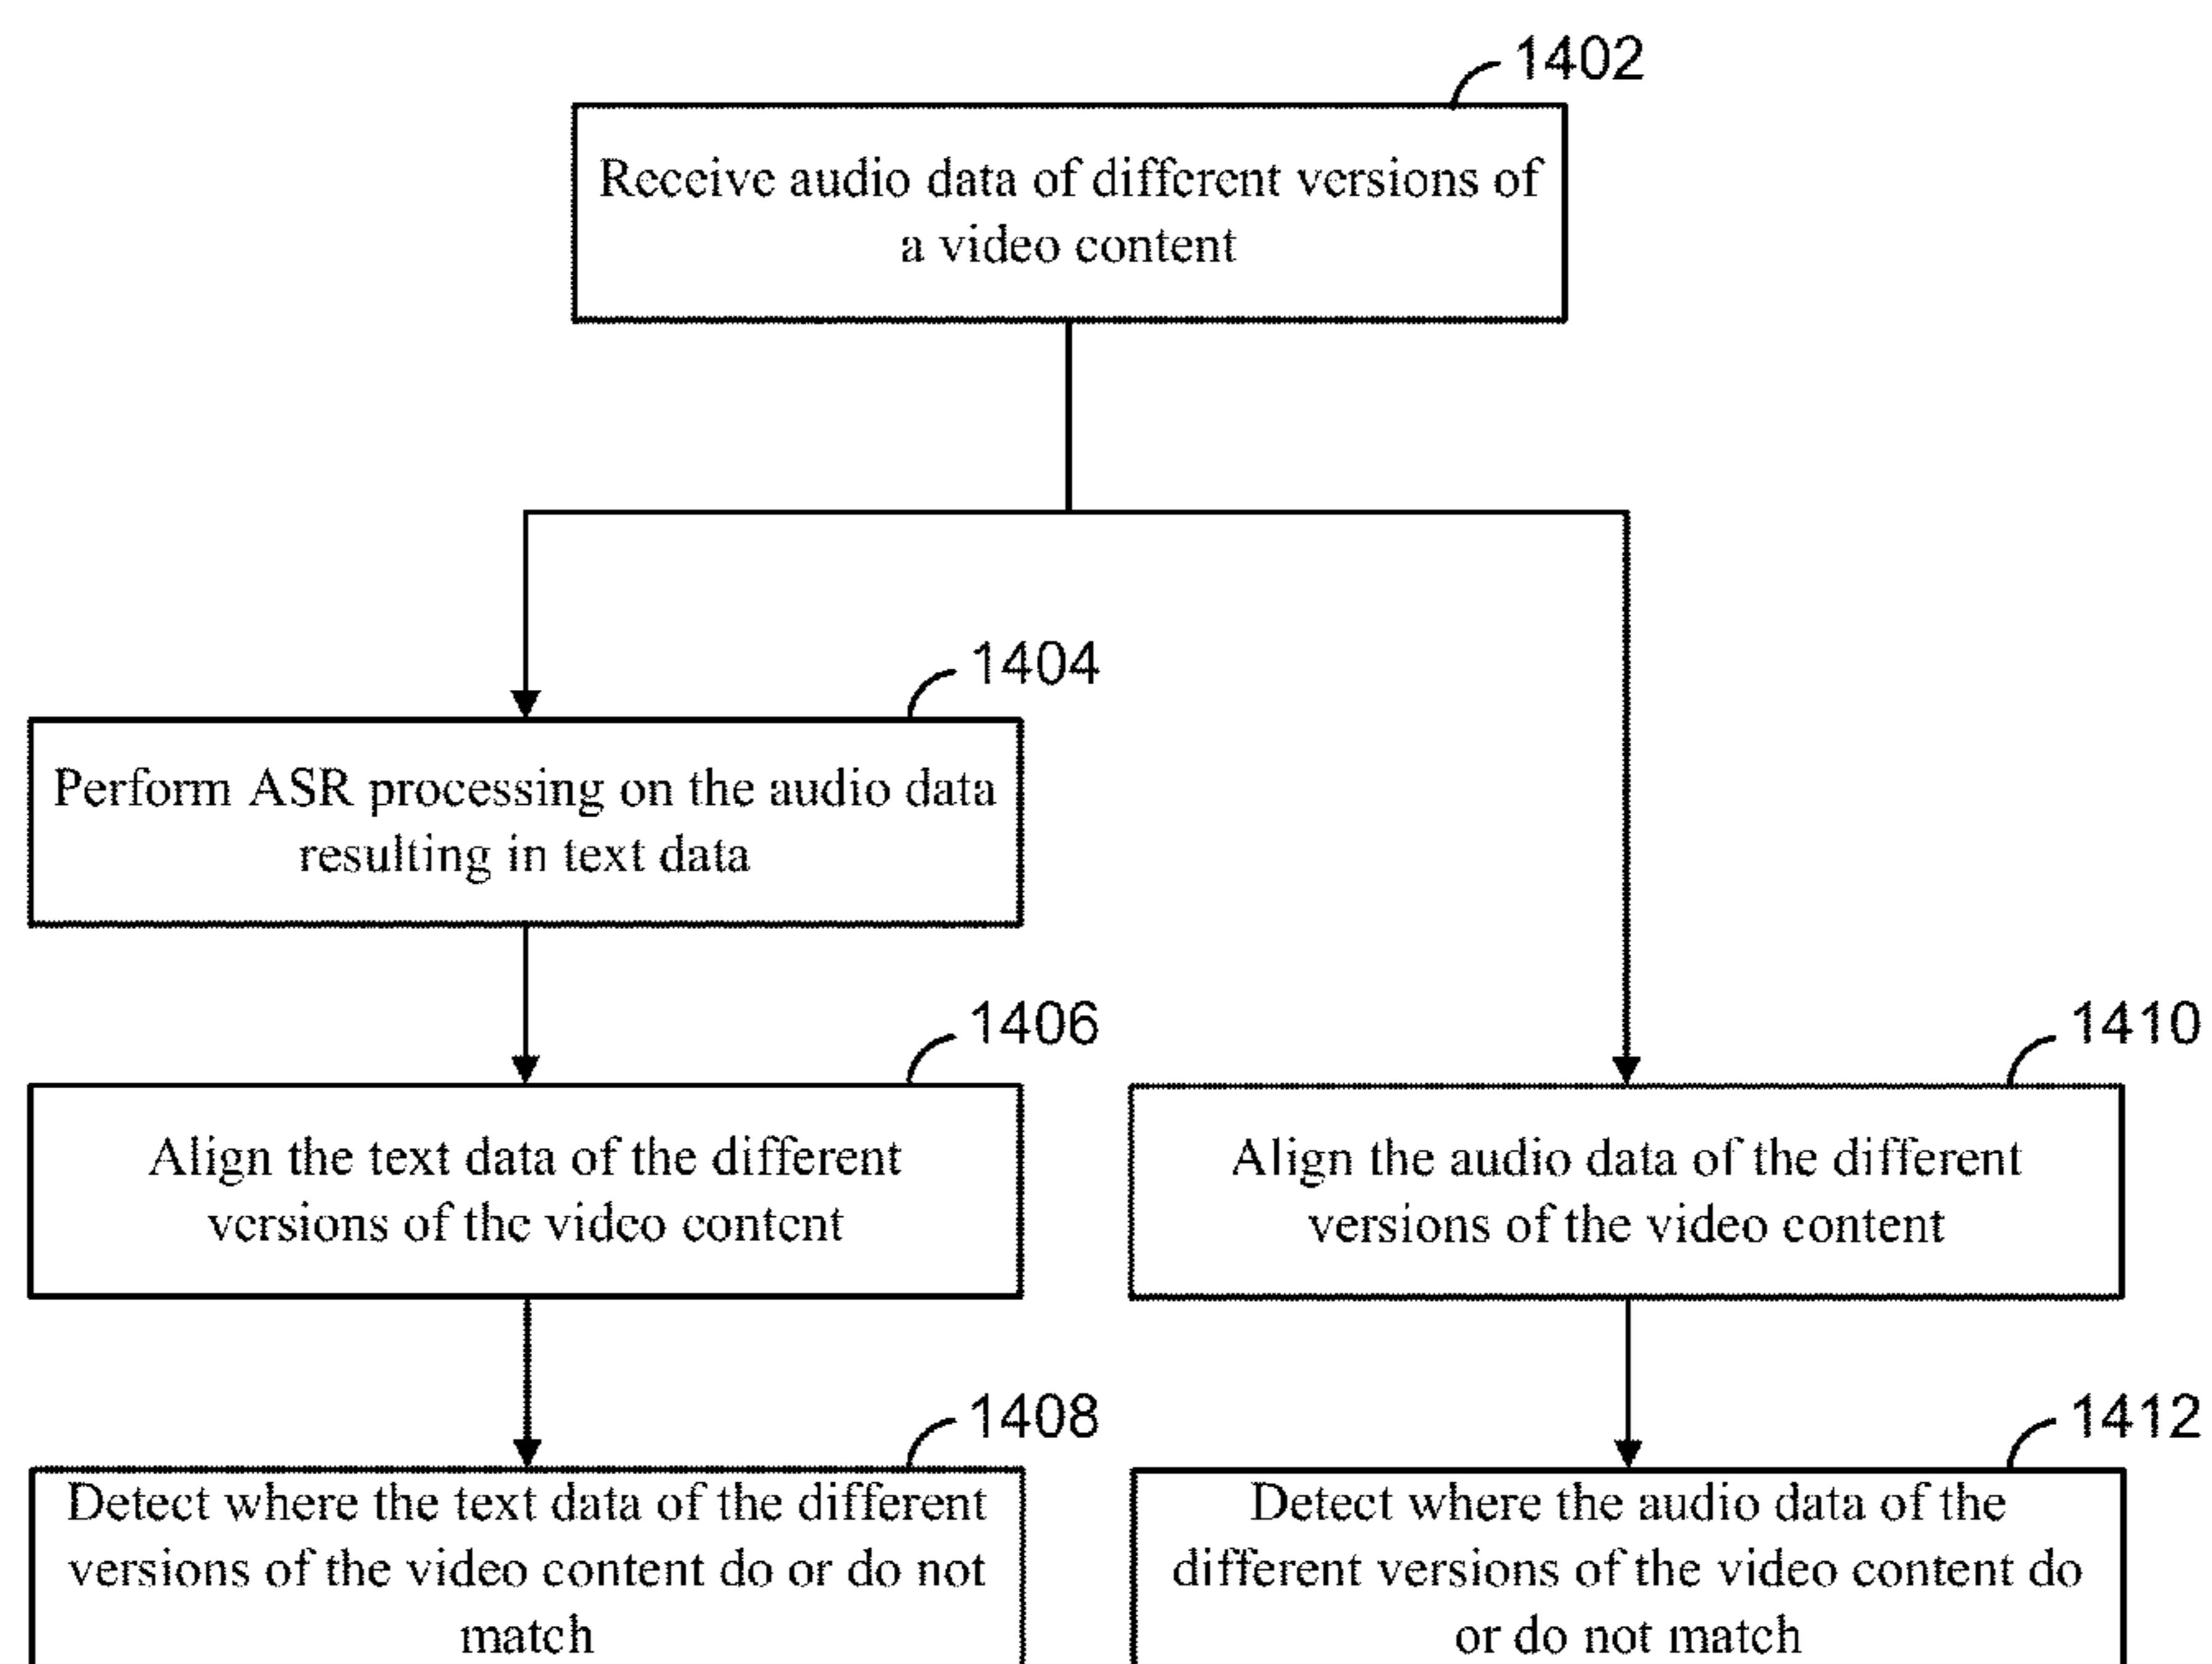 1402
Receive audio data of different versions of
a video content
1404
Perform ASR processing on the audio data
resulting in text data
1406
Align the text data of the different
versions of the video content
1410
Align the audio data of the different
versions of the video content
1408
Detect where the text data of the different
versions of the video content do or do not
match
1412
Detect where the audio data of the
different versions of the video content do
or do not match